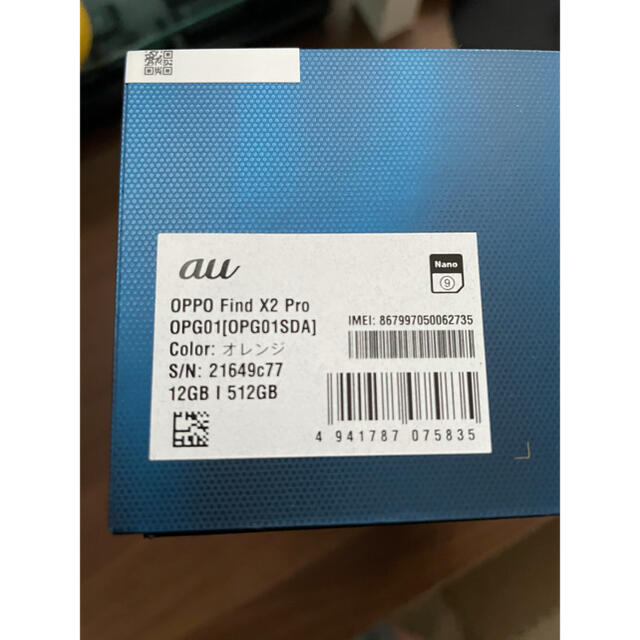 au
Nano
9
OPPO Find X2 Pro
OPG01[OPG01SDA]
IMEI: 867997050062735
Color: オレンジ
S/N: 21649c77
12GB I 512GB
4 941787 075835